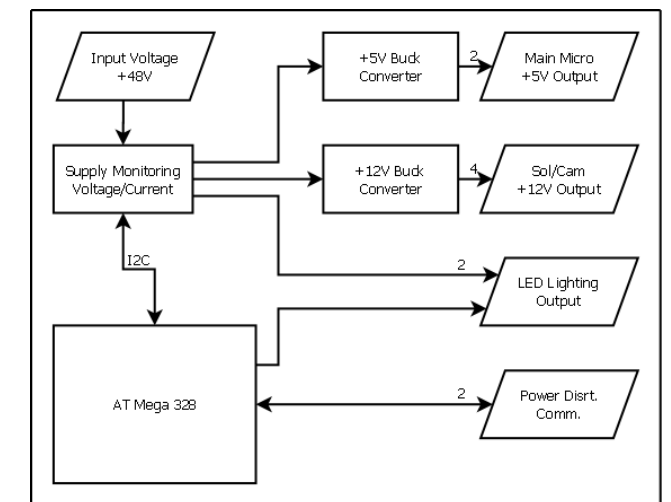 Input Voltage
+48V
+5V Buck
Converter
2
Main Micro
+5V Output
Supply Monitoring
Voltage/Current
+12V Buck
Converter
4
Sol/Cam
+12V Output
I2C
2
LED Lighting
Output
AT Mega 328
2
Power Disrt.
Comm.